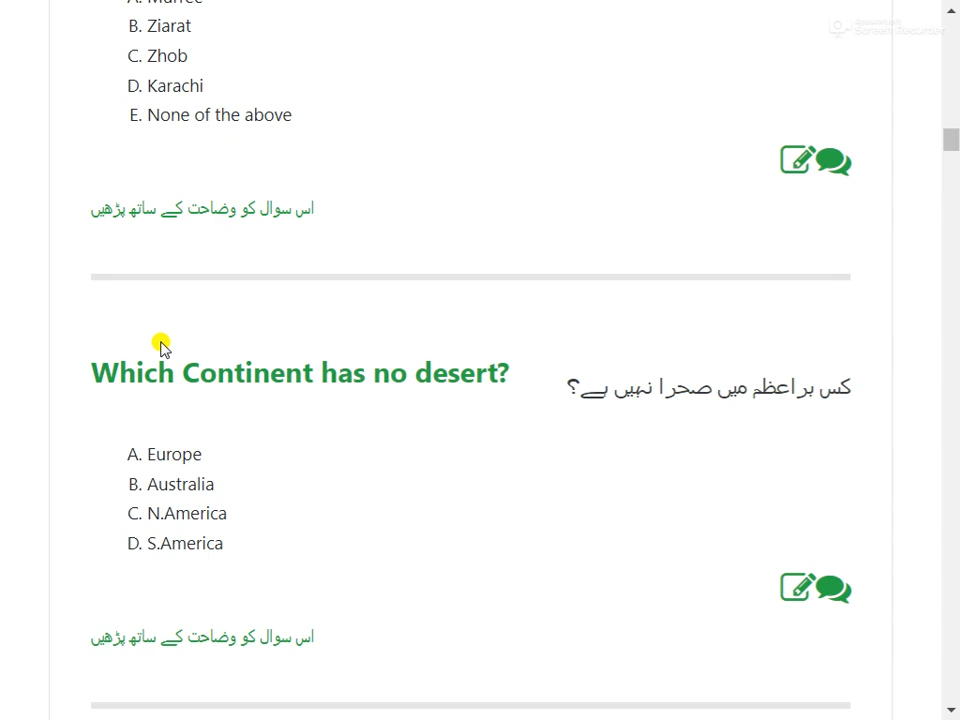 B. Ziarat
C. Zhob
D. Karachi
E. None of the above
اس سوال کو وضاحت کے ساتھ پڑھیں
Which Continent has no desert?
کس براعظم میں صحرا نہیں ہے؟
A. Europe
B. Australia
C. N.America
D. S.America
اس سوال کو وضاحت کے ساتھ پڑھیں